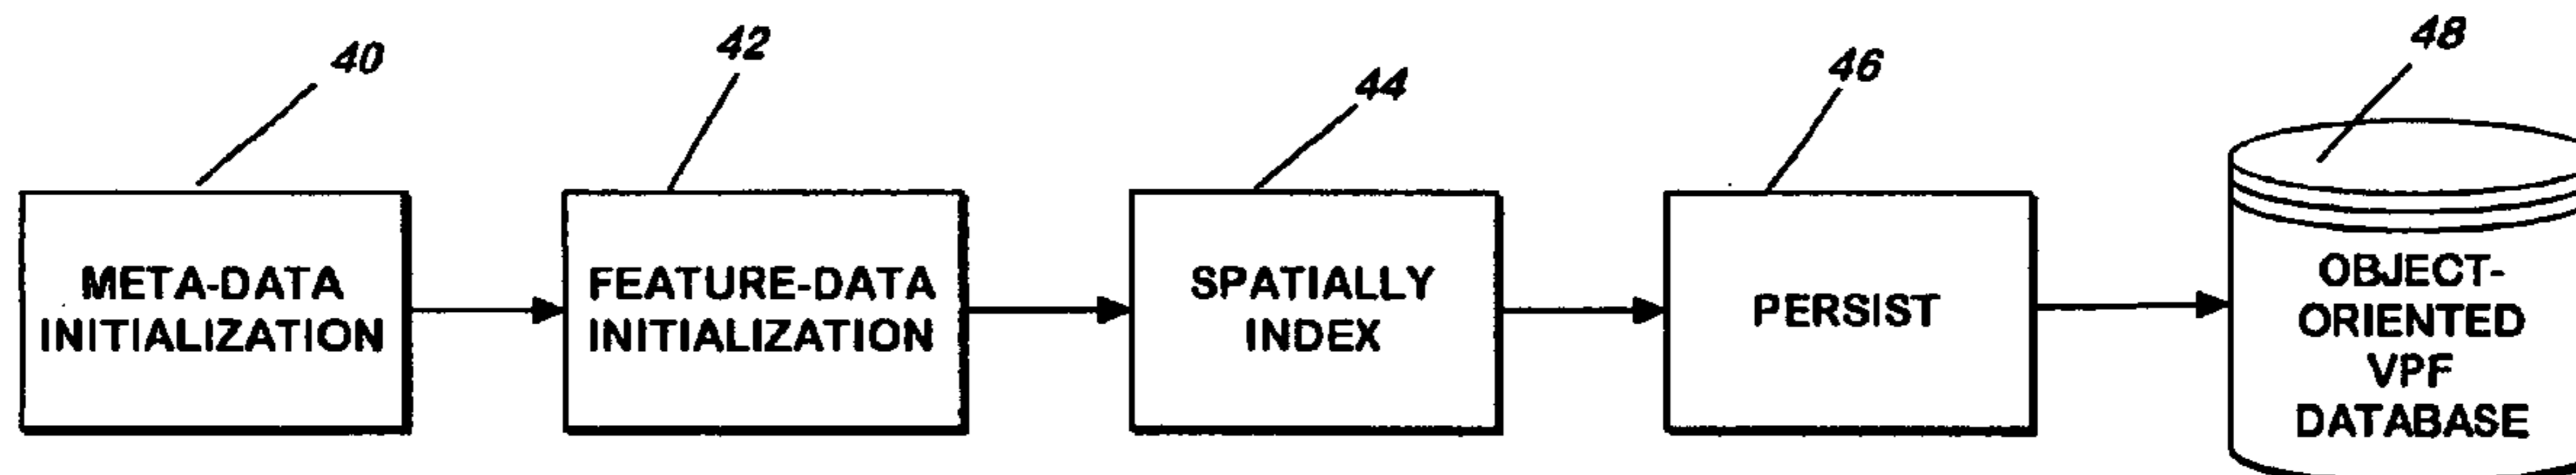 40
42
44
46
48
META-DATA
INITIALIZATION
FEATURE-DATA
INITIALIZATION
SPATIALLY
INDEX
PERSIST
OBJECT-
ORIENTED
VPF
DATABASE